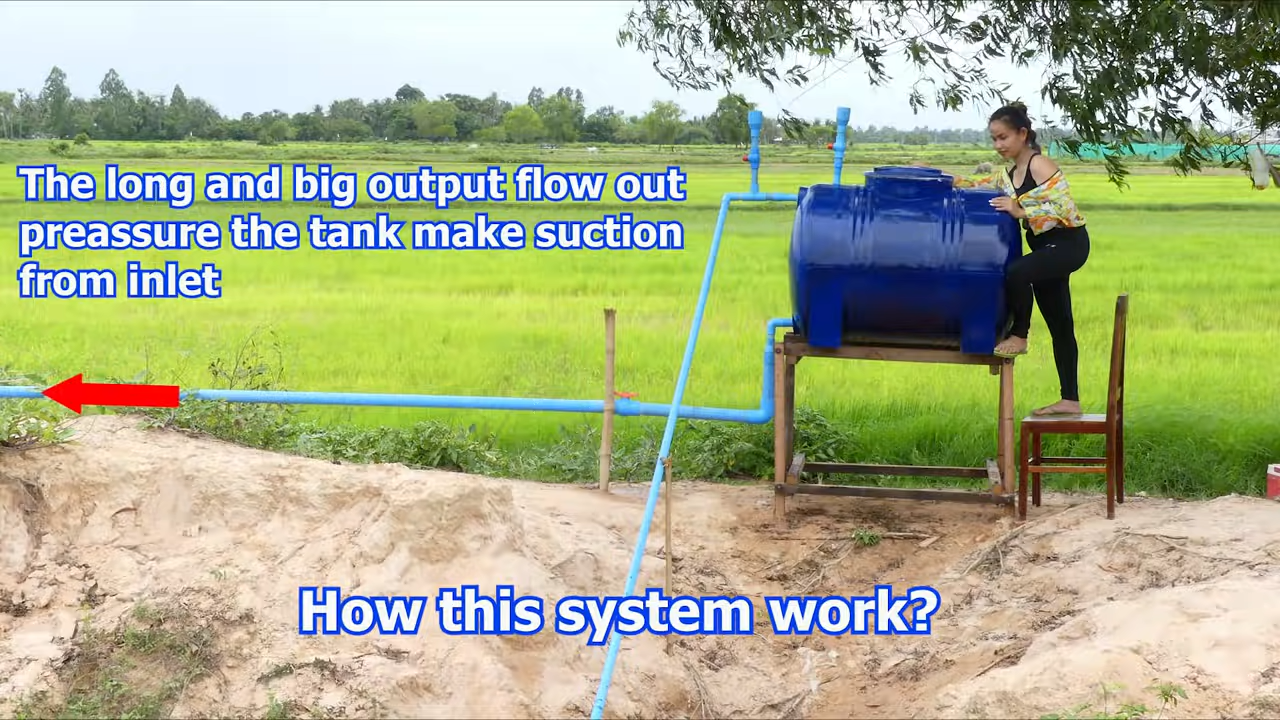 The long and big output flow out
preassure the tank make suction
from inlet
How this system work?